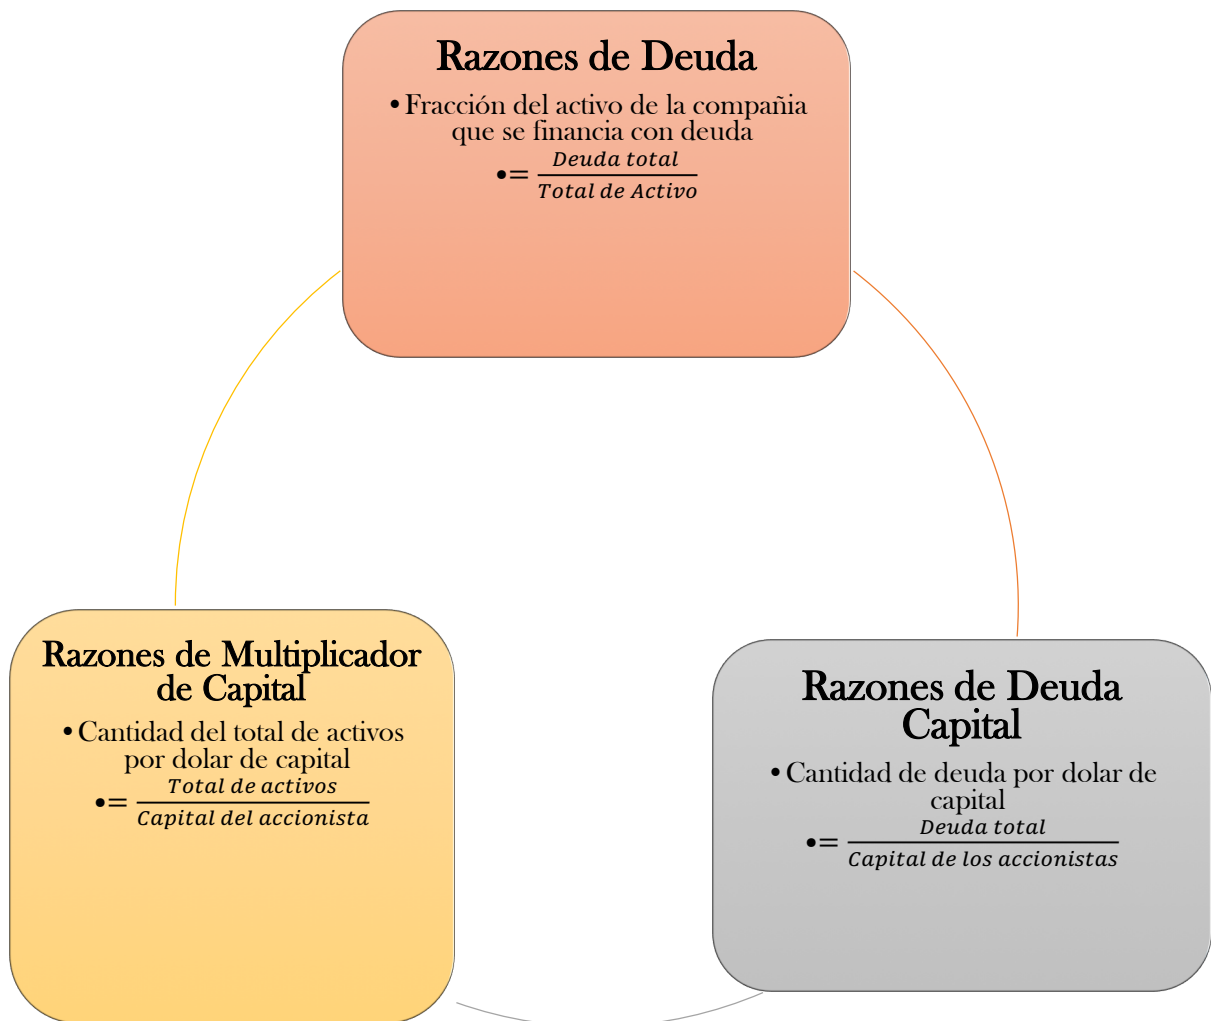 Razones de Deuda
• Fracción del activo de la compañia
que se financia con deuda
•= Deuda total
Total de Activo
Razones de Multiplicador
de Capital
• Cantidad del total de activos
por dolar de capital
•= Total de activos
Capital del accionista
Razones de Deuda
Capital
• Cantidad de deuda por dolar de
capital
•= Deuda total
Capital de los accionistas